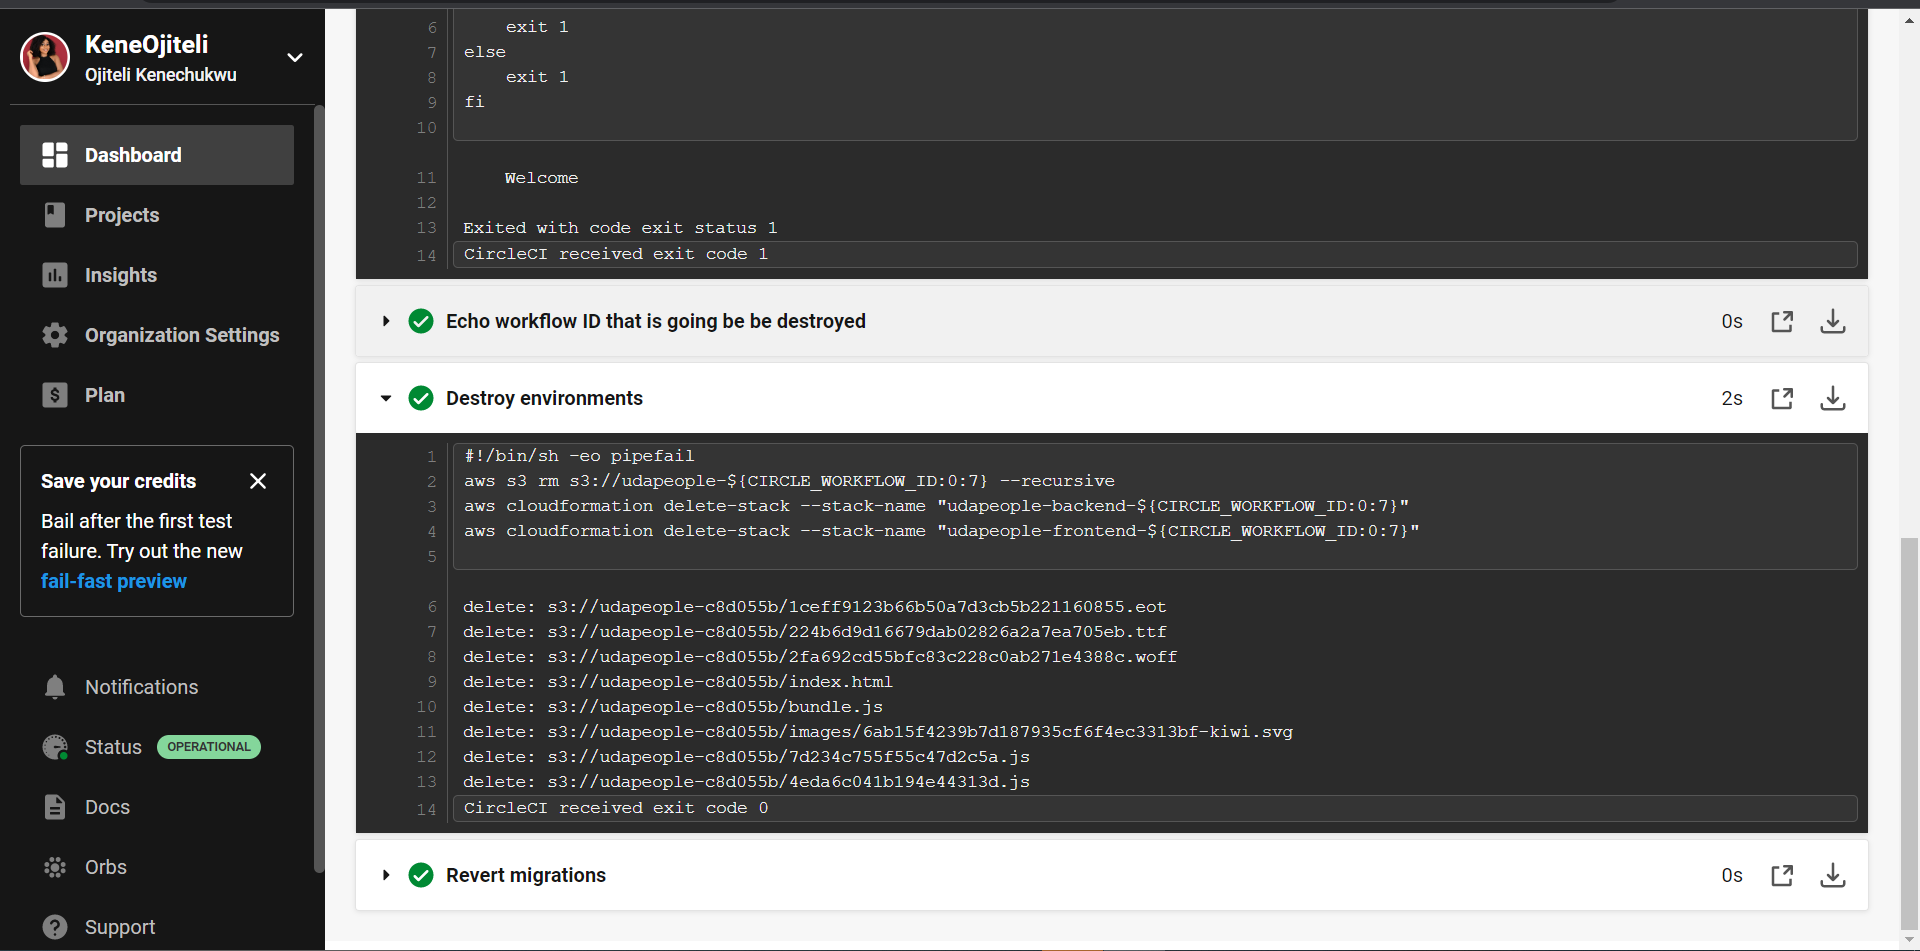 KeneOjiteli
Ojiteli Kenechukwu
Dashboard
Projects
Insights
Organization Settings
Plan
Save your credits
Bail after the first test
failure. Try out the new
fail-fast preview
Notifications
Status OPERATIONAL
Docs
Orbs
Support
6 exit 1
7 else
8 exit 1
9 fi
10
11 Welcome
12
13 Exited with code exit status 1
14 CircleCI received exit code 1
Echo workflow ID that is going be be destroyed 0s
Destroy environments 2s
1 #!/bin/sh -eo pipefail
2 aws s3 rm s3://udapeople-${CIRCLE_WORKFLOW_ID:0:7} --recursive
3 aws cloudformation delete-stack --stack-name "udapeople-backend-${CIRCLE_WORKFLOW_ID:0:7}"
4 aws cloudformation delete-stack --stack-name "udapeople-frontend-${CIRCLE_WORKFLOW_ID:0:7}"
5
6 delete: s3://udapeople-c8d055b/1ceff9123b66b50a7d3cb5b221160855.eot
7 delete: s3://udapeople-c8d055b/224b6d9d16679dab02826a2a7ea705eb.ttf
8 delete: s3://udapeople-c8d055b/2fa692cd55bfc83c228c0ab271e4388c.woff
9 delete: s3://udapeople-c8d055b/index.html
10 delete: s3://udapeople-c8d055b/bundle.js
11 delete: s3://udapeople-c8d055b/images/6ab15f4239b7d187935cf6f4ec3313bf-kiwi.svg
12 delete: s3://udapeople-c8d055b/7d234c755f55c47d2c5a.js
13 delete: s3://udapeople-c8d055b/4eda6c041b194e44313d.js
14 CircleCI received exit code 0
Revert migrations 0s